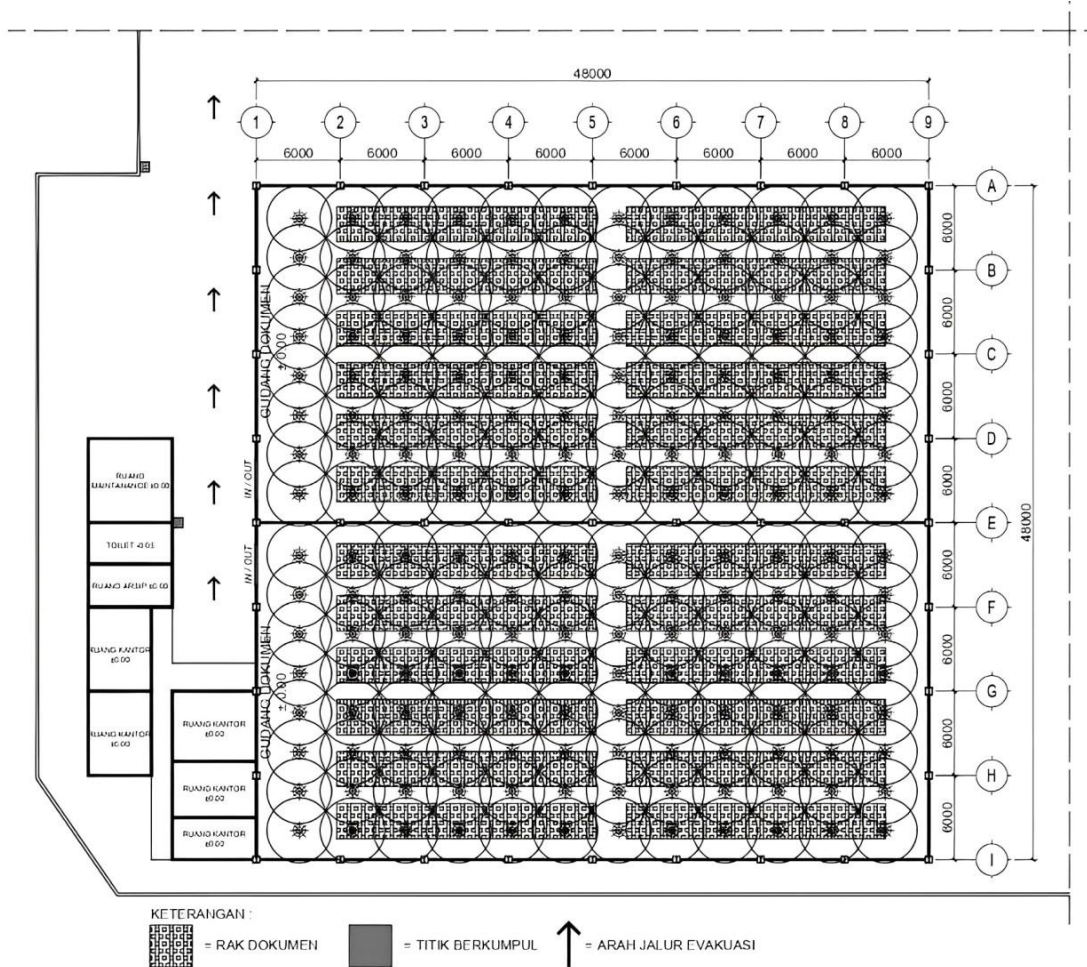 48000
1 2 3 4 5 6 7 8 9
6000 6000 6000 6000 6000 6000 6000 6000
A
6000
B
6000
C
6000
D
6000
E
6000
F
6000
G
6000
H
6000
I
48000
GUDANG DOKUMEN
±0.00
IN / OUT
IN / OUT
GUDANG DOKUMEN
±0.00
RUANG
±0.00
TOILET
RUANG ARSIP ±0.00
RUANG KANTOR
±0.00
RUANG KANTOR
±0.00
RUANG KANTOR
±0.00
RUANG KANTOR
±0.00
RUANG KANTOR
±0.00
KETERANGAN :
= RAK DOKUMEN = TITIK BERKUMPUL = ARAH JALUR EVAKUASI